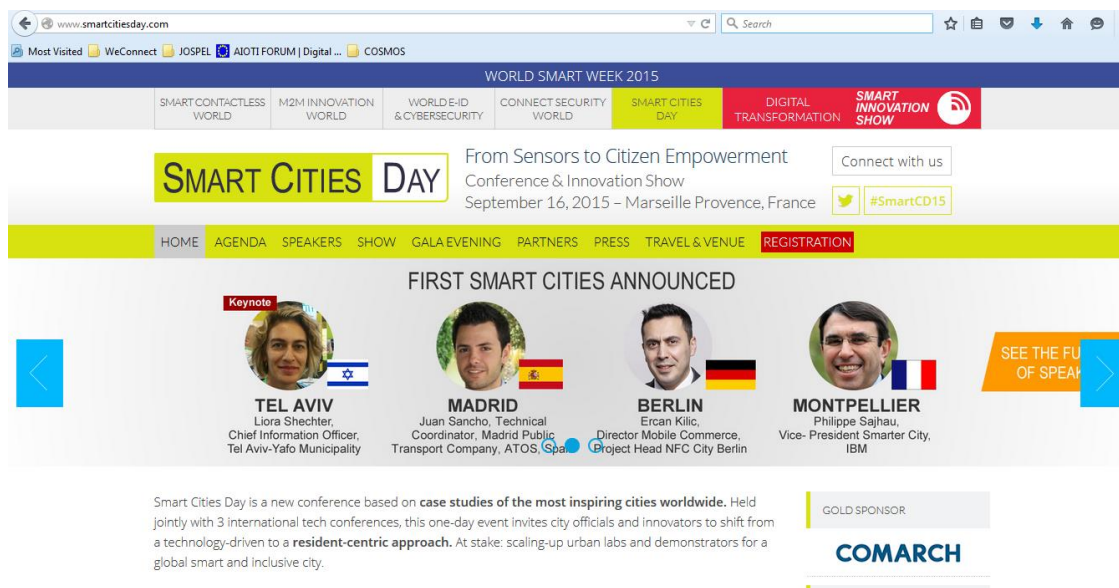 www.smartcitiesday.com
Search
Most Visited WeConnect JOSPEL AIOTI FORUM | Digital ... COSMOS
WORLD SMART WEEK 2015
SMART CONTACTLESS WORLD
M2M INNOVATION WORLD
WORLD E-ID & CYBERSECURITY
CONNECT SECURITY WORLD
SMART CITIES DAY
DIGITAL TRANSFORMATION
SMART INNOVATION SHOW
SMART CITIES DAY
From Sensors to Citizen Empowerment
Conference & Innovation Show
September 16, 2015 – Marseille Provence, France
Connect with us
#SmartCD15
HOME AGENDA SPEAKERS SHOW GALA EVENING PARTNERS PRESS TRAVEL & VENUE REGISTRATION
FIRST SMART CITIES ANNOUNCED
Keynote
TEL AVIV
Liora Shechter,
Chief Information Officer,
Tel Aviv-Yafo Municipality
MADRID
Juan Sancho, Technical
Coordinator, Madrid Public
Transport Company, ATOS, Spain
BERLIN
Ercan Kilic,
Director Mobile Commerce,
Project Head NFC City Berlin
MONTPELLIER
Philippe Sajhau,
Vice- President Smarter City,
IBM
SEE THE FU
OF SPEAK
Smart Cities Day is a new conference based on case studies of the most inspiring cities worldwide. Held
jointly with 3 international tech conferences, this one-day event invites city officials and innovators to shift from
a technology-driven to a resident-centric approach. At stake: scaling-up urban labs and demonstrators for a
global smart and inclusive city.
GOLD SPONSOR
COMARCH